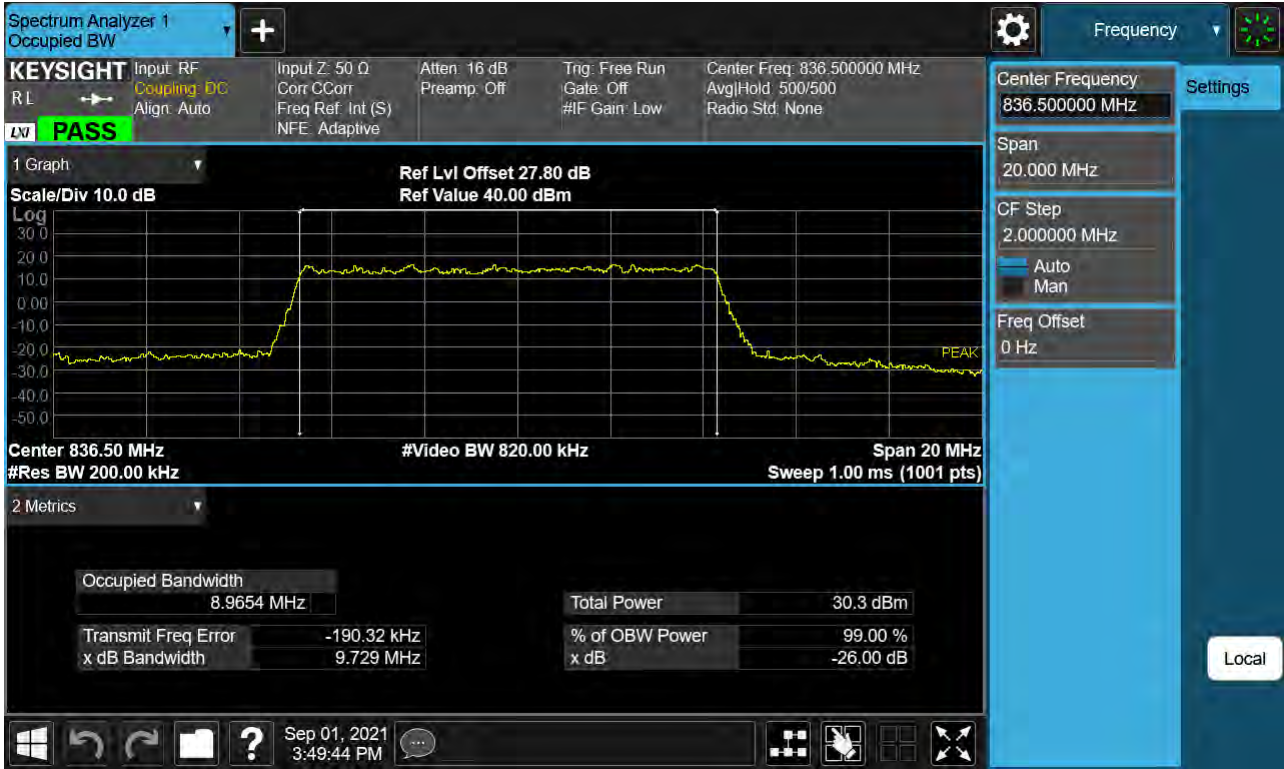 Spectrum Analyzer 1
Occupied BW
Frequency
KEYSIGHT
Input: RF
Coupling: DC
Align: Auto
Input Z: 50 Ω
Corr CCorr
Freq Ref: Int (S)
NFE: Adaptive
Atten: 16 dB
Preamp: Off
Trig: Free Run
Gate: Off
#IF Gain: Low
Center Freq: 836.500000 MHz
Avg|Hold: 500/500
Radio Std: None
R L
LXI
PASS
1 Graph
Scale/Div 10.0 dB
Ref Lvl Offset 27.80 dB
Ref Value 40.00 dBm
Log
30.0
20.0
10.0
0.00
-10.0
-20.0
-30.0
-40.0
-50.0
PEAK
Center 836.50 MHz
#Video BW 820.00 kHz
Span 20 MHz
#Res BW 200.00 kHz
Sweep 1.00 ms (1001 pts)
2 Metrics
Occupied Bandwidth
8.9654 MHz
Total Power 30.3 dBm
Transmit Freq Error -190.32 kHz
% of OBW Power 99.00 %
x dB Bandwidth 9.729 MHz
x dB -26.00 dB
Center Frequency
836.500000 MHz
Settings
Span
20.000 MHz
CF Step
2.000000 MHz
Auto
Man
Freq Offset
0 Hz
Local
?
Sep 01, 2021
3:49:44 PM